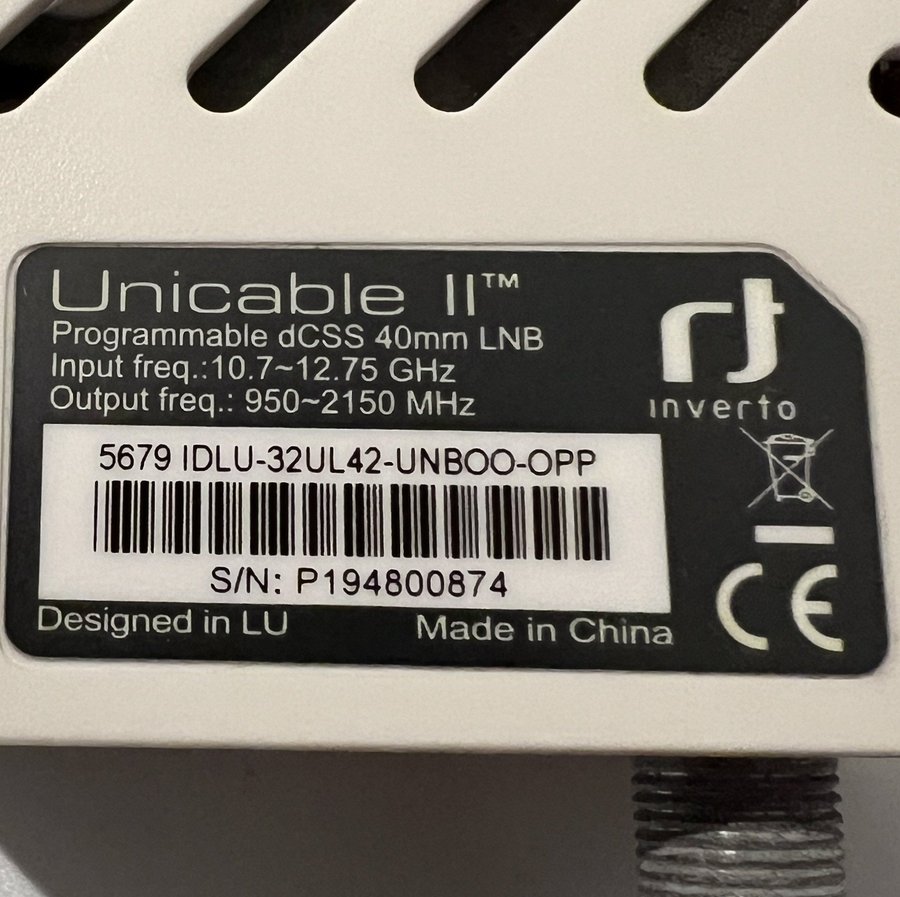 Unicable II™
Programmable dCSS 40mm LNB
Input freq.:10.7~12.75 GHz
Output freq.: 950~2150 MHz
inverto
5679 IDLU-32UL42-UNBOO-OPP
S/N: P194800874
Designed in LU
Made in China
CE